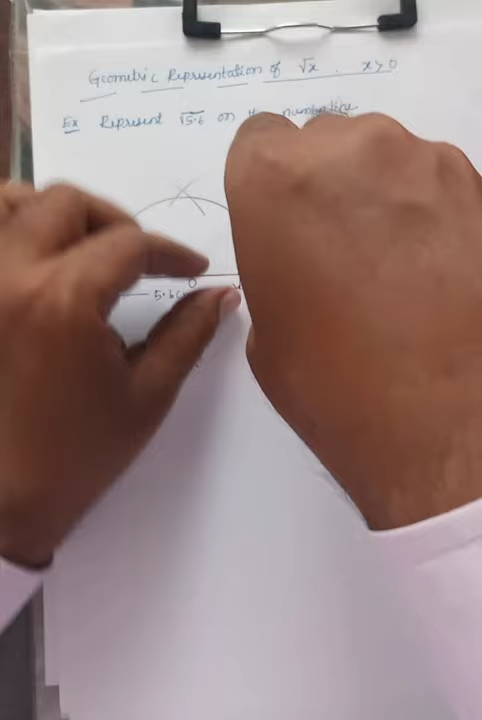 Geometric Representation of √x . x > 0
Ex Represent √5.6 on the number line
O
5.6